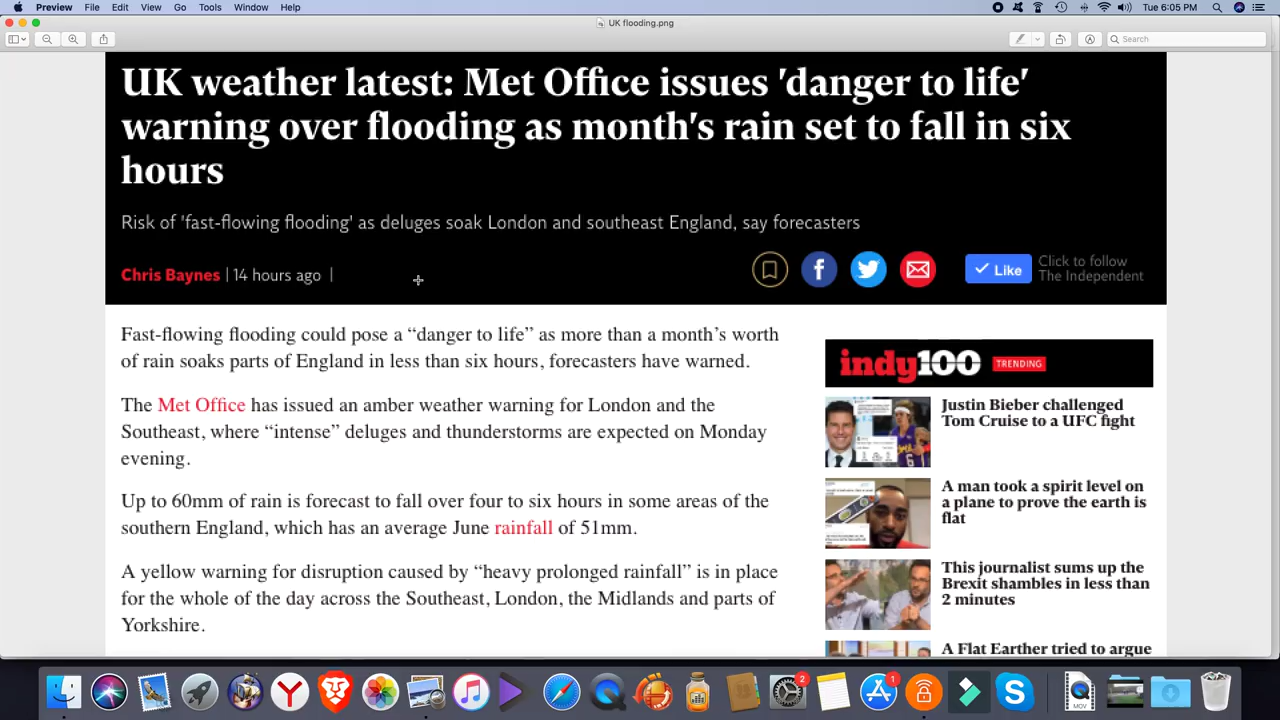 Preview File Edit View Go Tools Window Help
Tue 6:05 PM
UK flooding.png
Search
UK weather latest: Met Office issues 'danger to life'
warning over flooding as month's rain set to fall in six
hours
Risk of 'fast-flowing flooding' as deluges soak London and southeast England, say forecasters
Chris Baynes | 14 hours ago |
Like
Click to follow
The Independent
Fast-flowing flooding could pose a “danger to life” as more than a month’s worth
of rain soaks parts of England in less than six hours, forecasters have warned.
The Met Office has issued an amber weather warning for London and the
Southeast, where “intense” deluges and thunderstorms are expected on Monday
evening.
Up to 60mm of rain is forecast to fall over four to six hours in some areas of the
southern England, which has an average June rainfall of 51mm.
A yellow warning for disruption caused by “heavy prolonged rainfall” is in place
for the whole of the day across the Southeast, London, the Midlands and parts of
Yorkshire.
indy100 TRENDING
Justin Bieber challenged
Tom Cruise to a UFC fight
A man took a spirit level on
a plane to prove the earth is
flat
This journalist sums up the
Brexit shambles in less than
2 minutes
A Flat Earther tried to argue
2
1
MOV